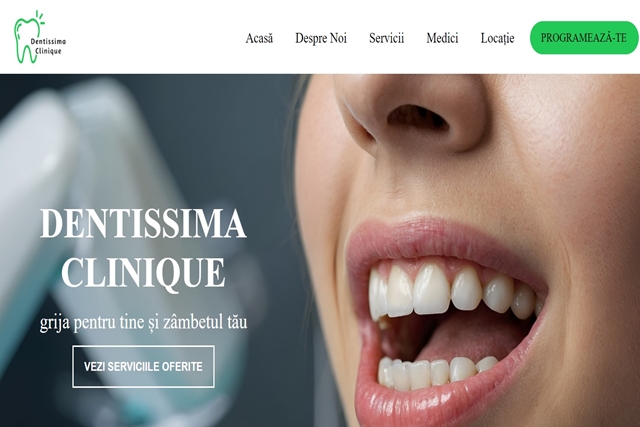 Dentissima
Clinique
Acasă Despre Noi Servicii Medici Locație PROGRAMEAZĂ-TE
DENTISSIMA
CLINIQUE
grija pentru tine și zâmbetul tău
VEZI SERVICIILE OFERITE